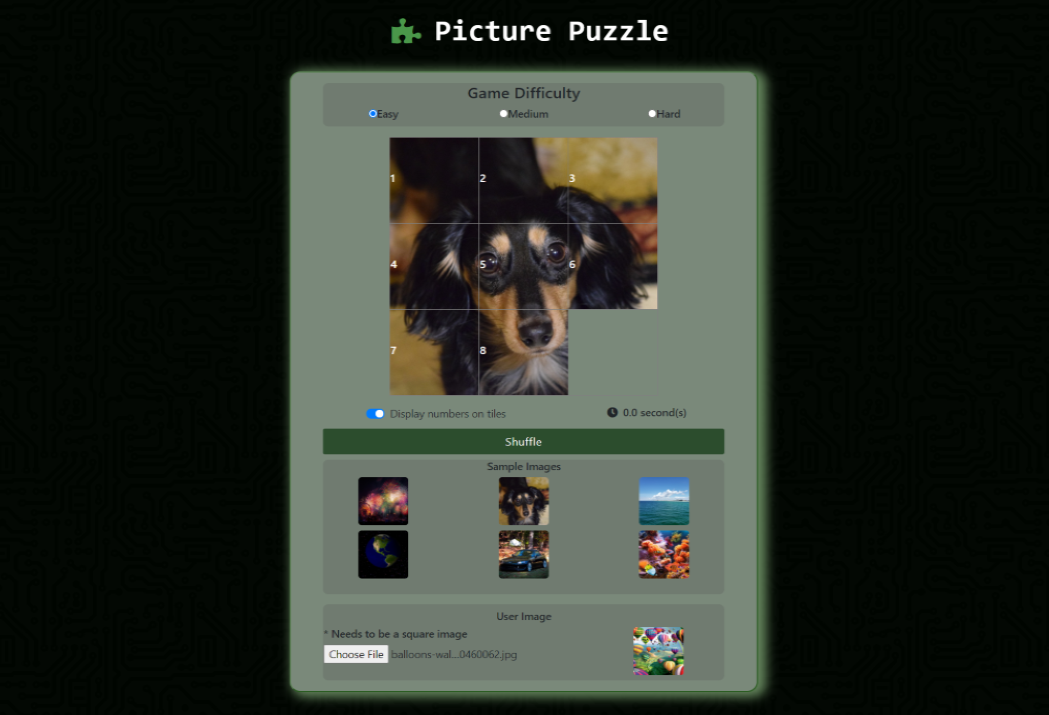 Picture Puzzle
Game Difficulty
Easy Medium Hard
1 2 3
4 5 6
7 8
Display numbers on tiles 0.0 second(s)
Shuffle
Sample Images
User Image
* Needs to be a square image
Choose File balloons-wal...0460062.jpg